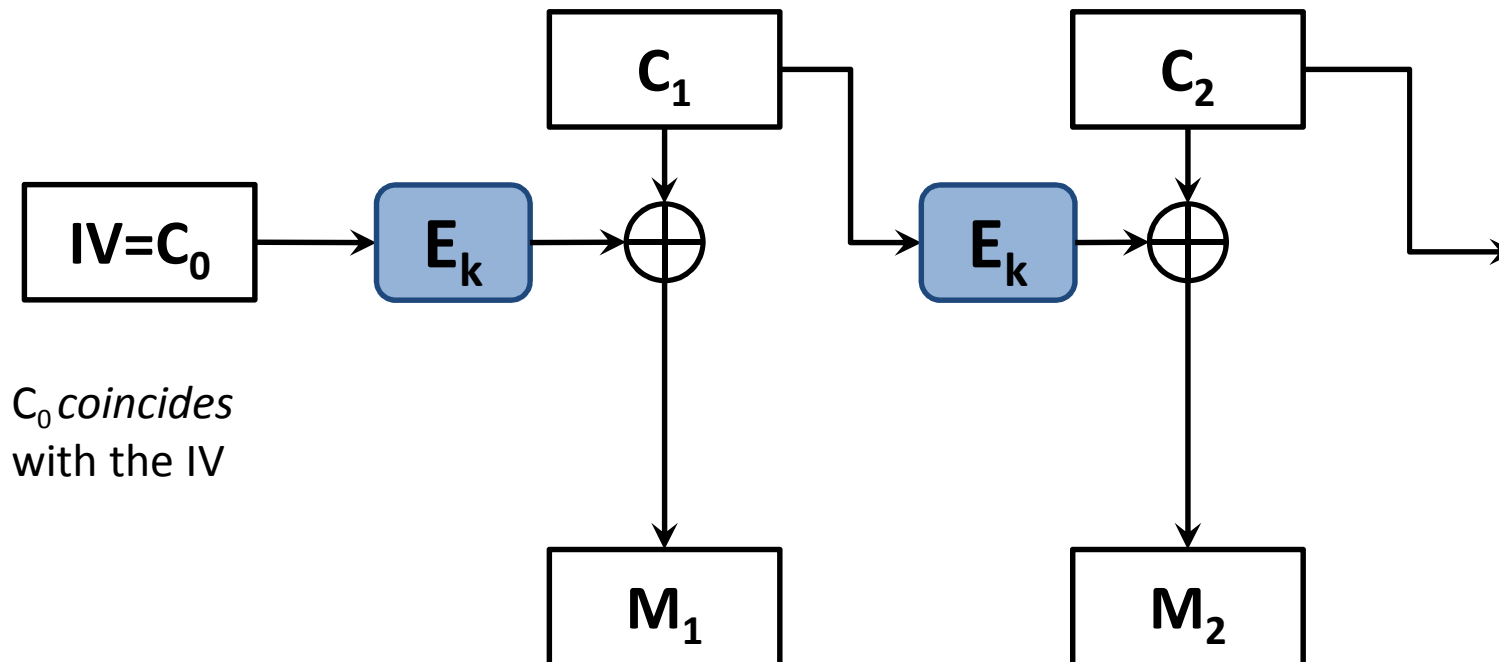 C₁
C₂
IV=C₀
Eₖ
Eₖ
C₀ coincides
with the IV
M₁
M₂